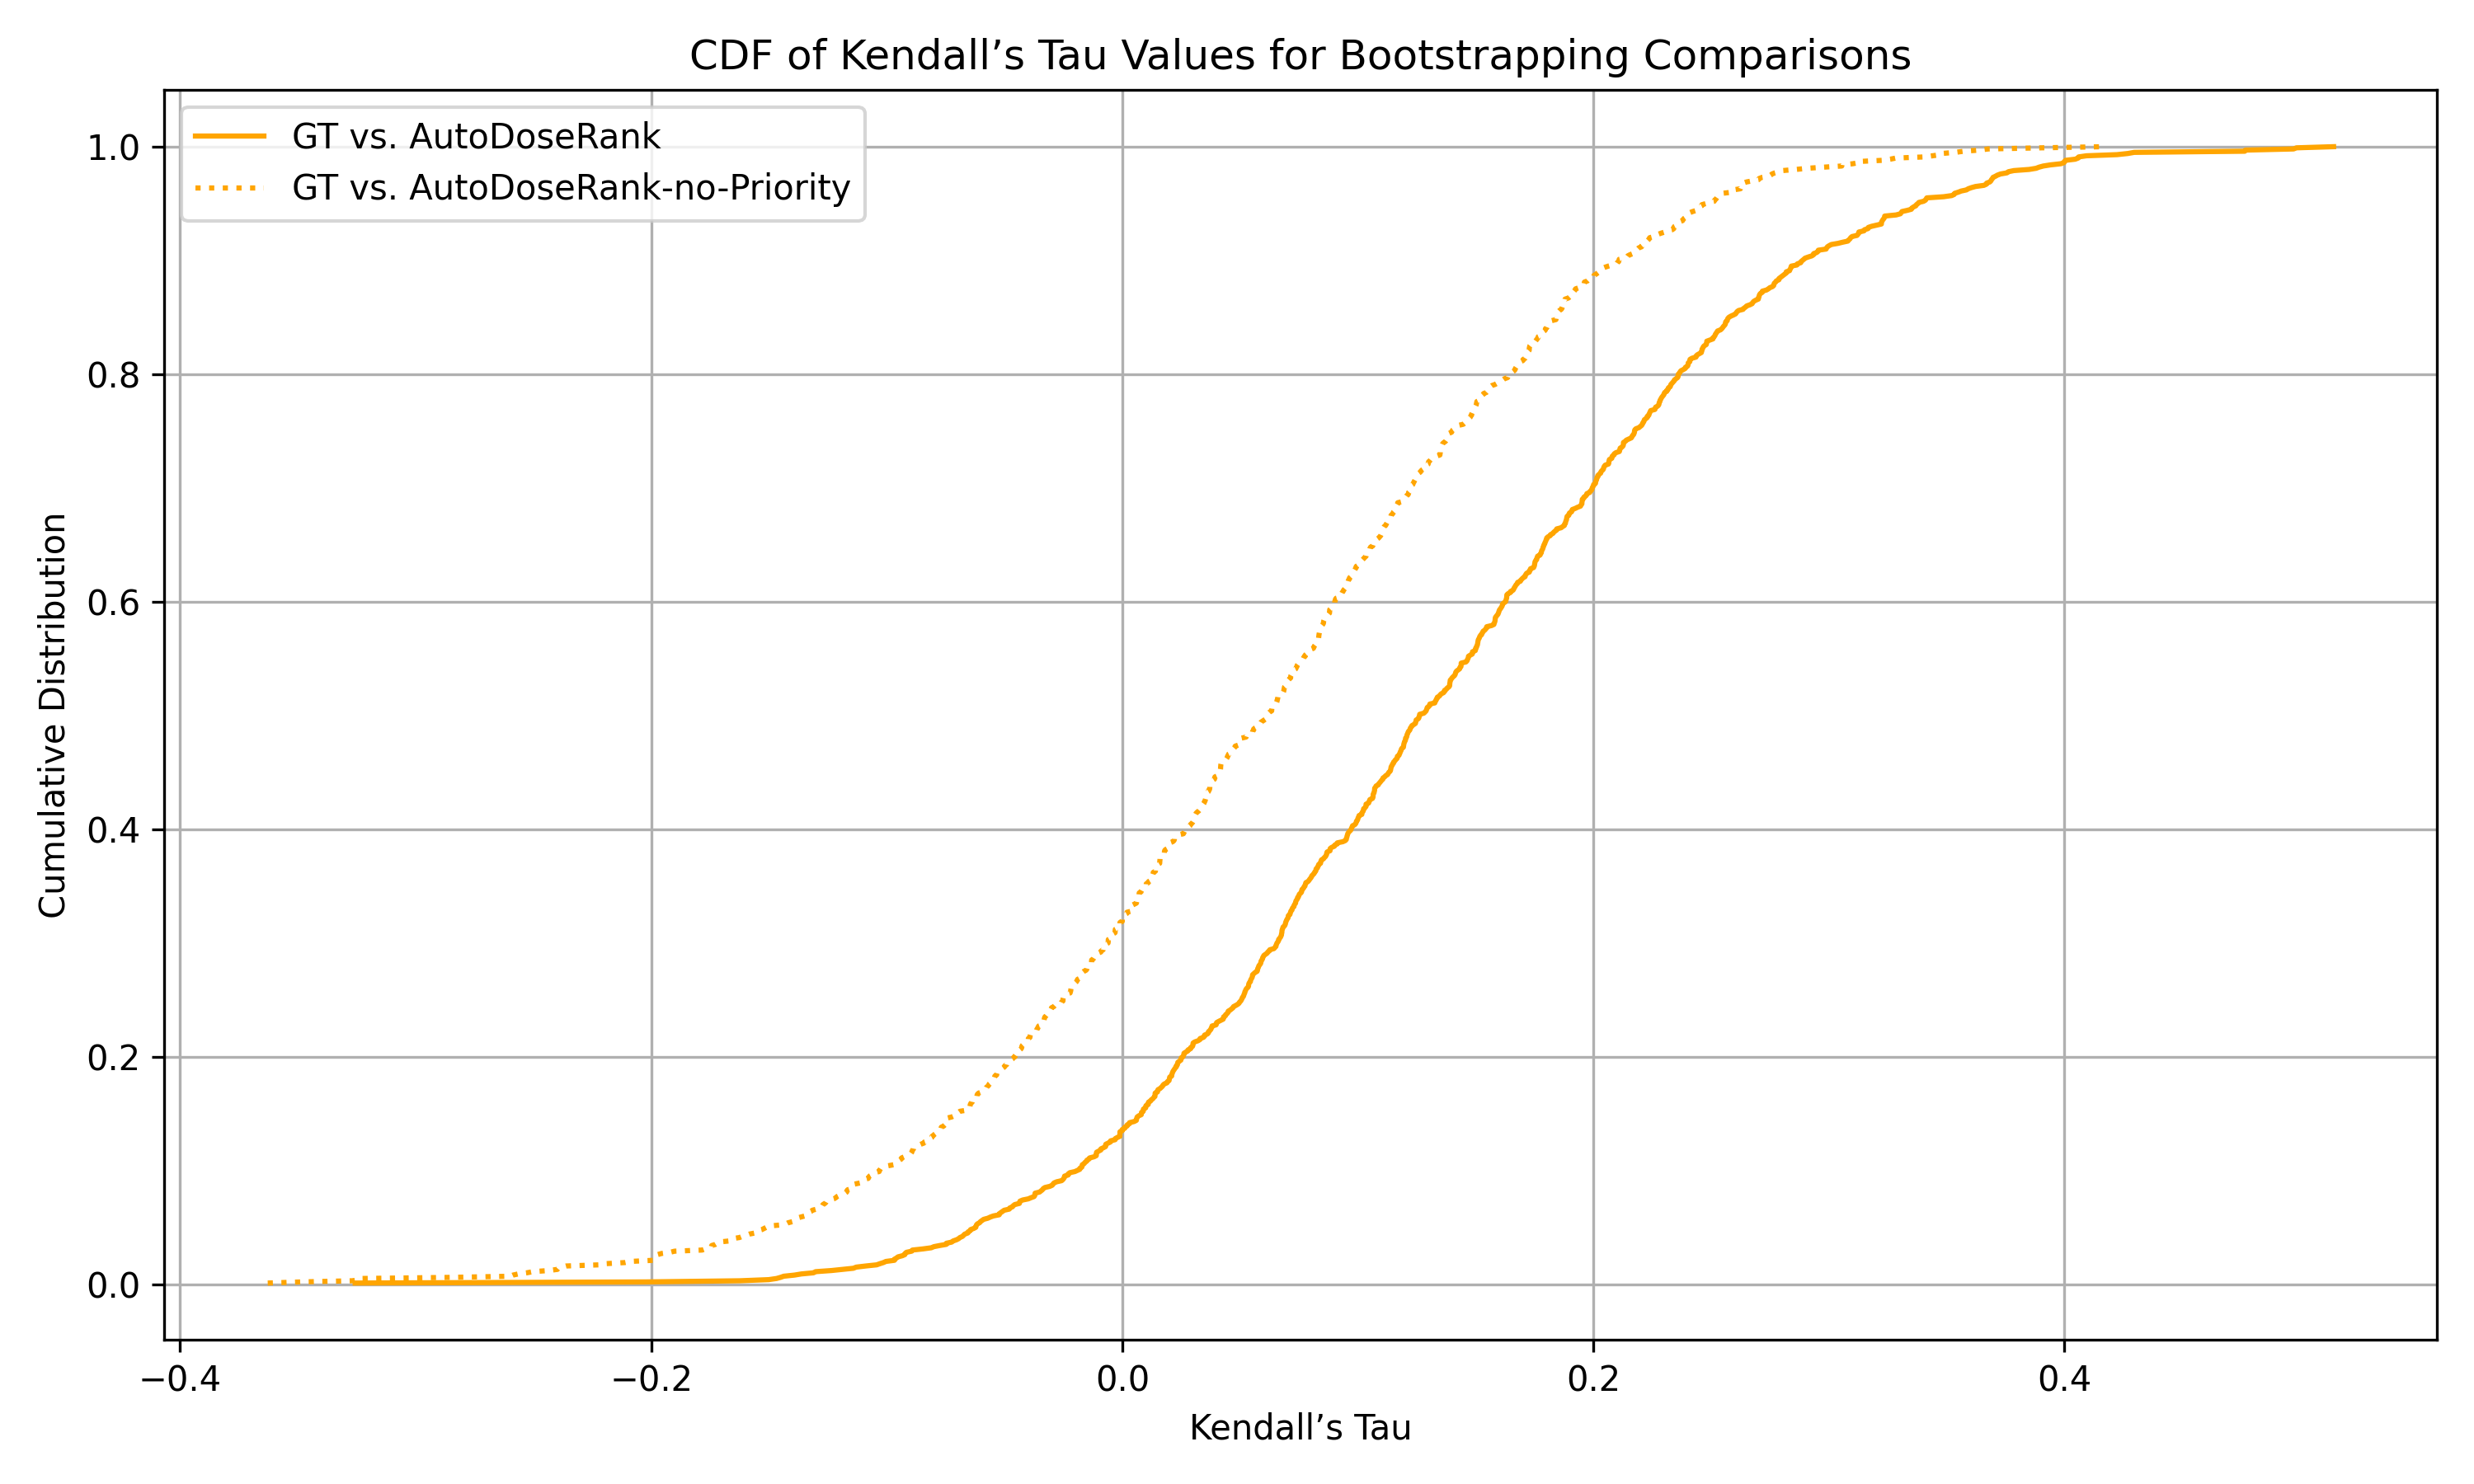 CDF of Kendall’s Tau Values for Bootstrapping Comparisons
GT vs. AutoDoseRank
GT vs. AutoDoseRank-no-Priority
1.0
0.8
0.6
0.4
0.2
0.0
Cumulative Distribution
−0.4
−0.2
0.0
0.2
0.4
Kendall’s Tau